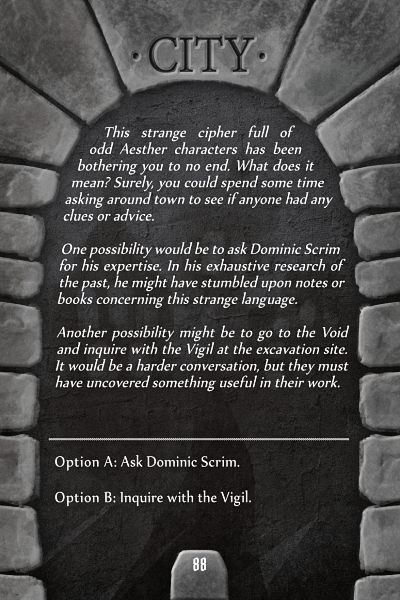 ·CITY·
This strange cipher full of
odd Aesther characters has been
bothering you to no end. What does it
mean? Surely, you could spend some time
asking around town to see if anyone had any
clues or advice.
One possibility would be to ask Dominic Scrim
for his expertise. In his exhaustive research of
the past, he might have stumbled upon notes or
books concerning this strange language.
Another possibility might be to go to the Void
and inquire with the Vigil at the excavation site.
It would be a harder conversation, but they must
have uncovered something useful in their work.
Option A: Ask Dominic Scrim.
Option B: Inquire with the Vigil.
88